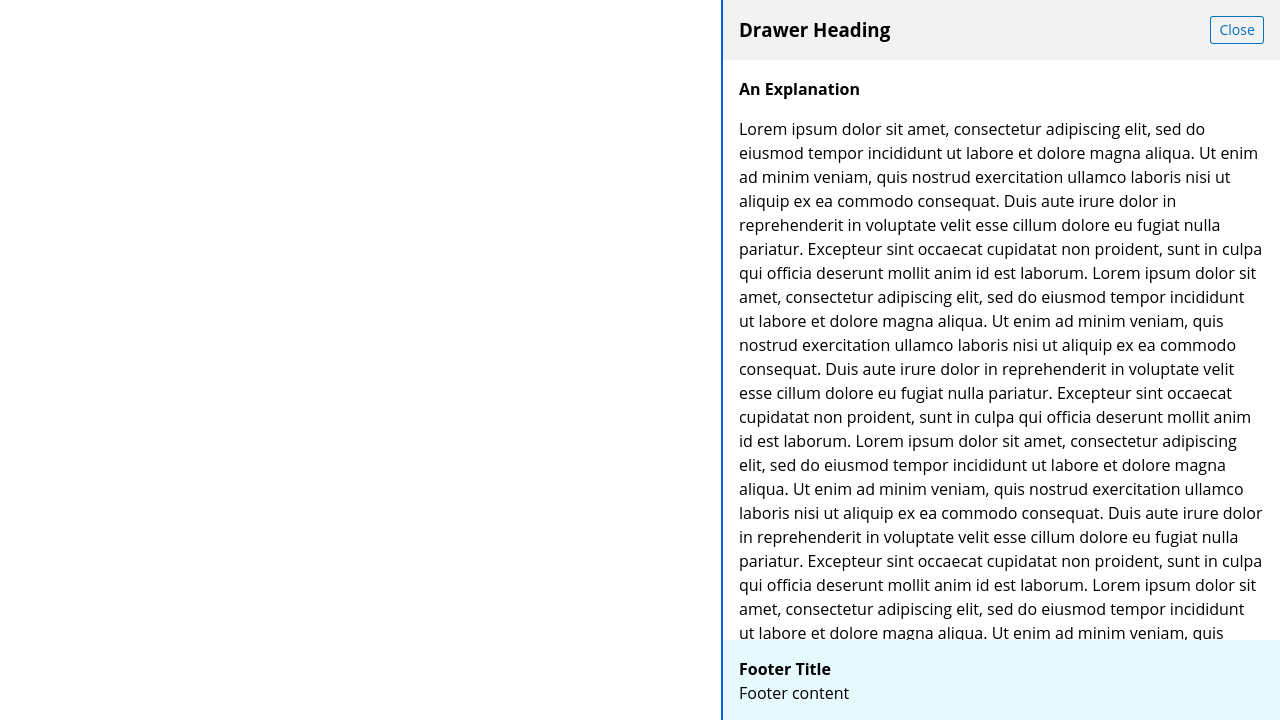 Drawer Heading
Close
An Explanation
Lorem ipsum dolor sit amet, consectetur adipiscing elit, sed do
eiusmod tempor incididunt ut labore et dolore magna aliqua. Ut enim
ad minim veniam, quis nostrud exercitation ullamco laboris nisi ut
aliquip ex ea commodo consequat. Duis aute irure dolor in
reprehenderit in voluptate velit esse cillum dolore eu fugiat nulla
pariatur. Excepteur sint occaecat cupidatat non proident, sunt in culpa
qui officia deserunt mollit anim id est laborum. Lorem ipsum dolor sit
amet, consectetur adipiscing elit, sed do eiusmod tempor incididunt
ut labore et dolore magna aliqua. Ut enim ad minim veniam, quis
nostrud exercitation ullamco laboris nisi ut aliquip ex ea commodo
consequat. Duis aute irure dolor in reprehenderit in voluptate velit
esse cillum dolore eu fugiat nulla pariatur. Excepteur sint occaecat
cupidatat non proident, sunt in culpa qui officia deserunt mollit anim
id est laborum. Lorem ipsum dolor sit amet, consectetur adipiscing
elit, sed do eiusmod tempor incididunt ut labore et dolore magna
aliqua. Ut enim ad minim veniam, quis nostrud exercitation ullamco
laboris nisi ut aliquip ex ea commodo consequat. Duis aute irure dolor
in reprehenderit in voluptate velit esse cillum dolore eu fugiat nulla
pariatur. Excepteur sint occaecat cupidatat non proident, sunt in culpa
qui officia deserunt mollit anim id est laborum. Lorem ipsum dolor sit
amet, consectetur adipiscing elit, sed do eiusmod tempor incididunt
ut labore et dolore magna aliqua. Ut enim ad minim veniam, quis
Footer Title
Footer content